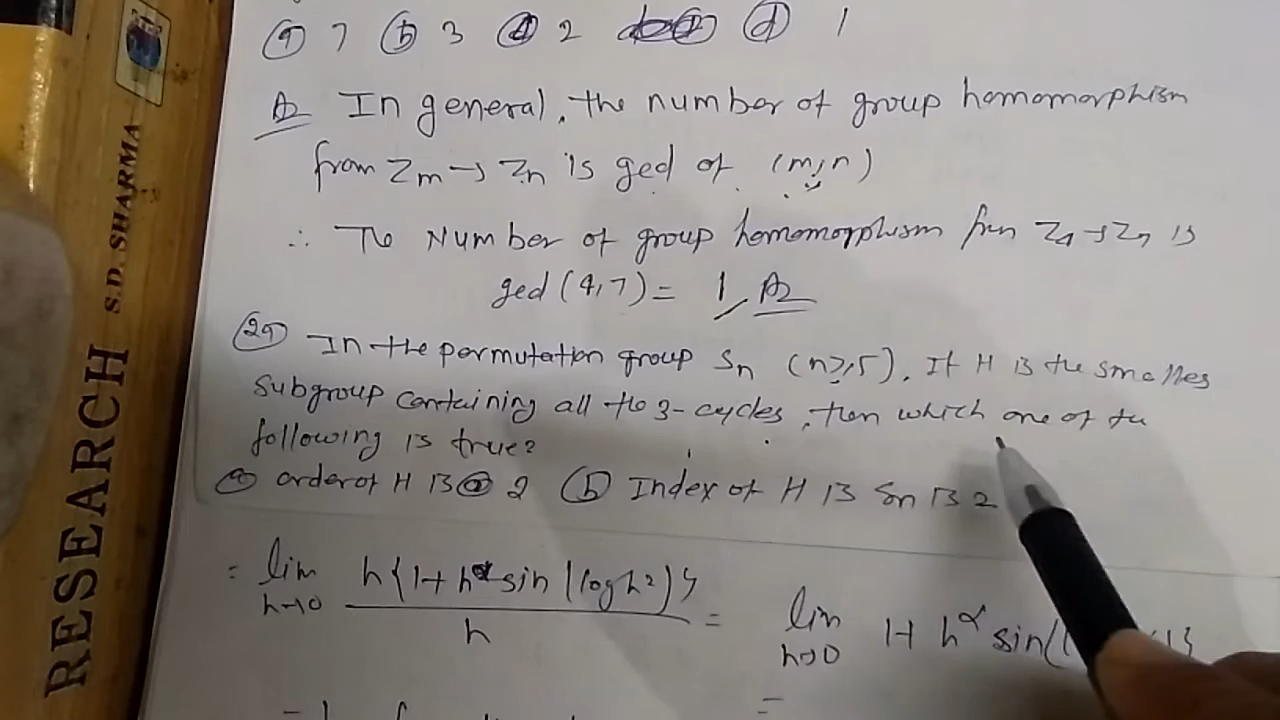 (a) 7 (b) 3 (c) 2 (d) 1
In general, the number of group homomorphism
from Zm → Zn is gcd of (m,n)
∴ The Number of group homomorphism from Z4 → Z7 is
gcd (4,7) = 1
(29) In the permutation group Sn (n≥5), If H is the smalles
subgroup containing all the 3-cycles, then which one of the
following is true?
(a) order of H is 2 (b) Index of H is Sn is 2
= lim h→0 h{1+h^α sin(log h²)} / h = lim h→0 1+ h^α sin(
RESEARCH S.D. SHARMA